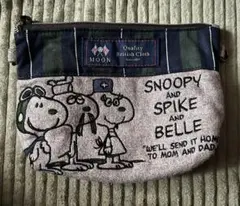 MOON
Quality
British Cloth
SNOOPY
AND
SPIKE
AND
BELLE
"WE'LL SEND IT HOME
TO MOM AND DAD."